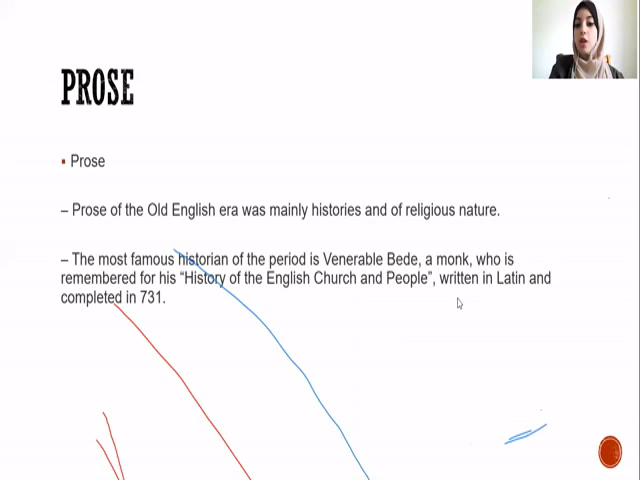 PROSE
▪ Prose
– Prose of the Old English era was mainly histories and of religious nature.
– The most famous historian of the period is Venerable Bede, a monk, who is
remembered for his “History of the English Church and People”, written in Latin and
completed in 731.